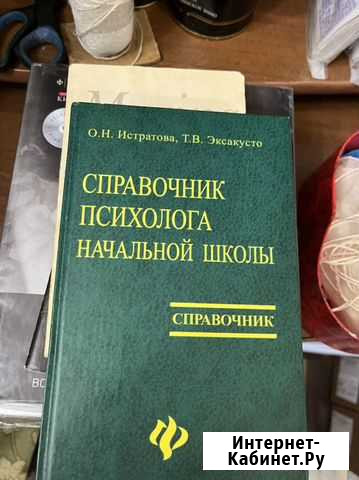 О.Н. Истратова, Т.В. Эксакусто
СПРАВОЧНИК
ПСИХОЛОГА
НАЧАЛЬНОЙ ШКОЛЫ
СПРАВОЧНИК
Интернет-
Кабинет.Ру